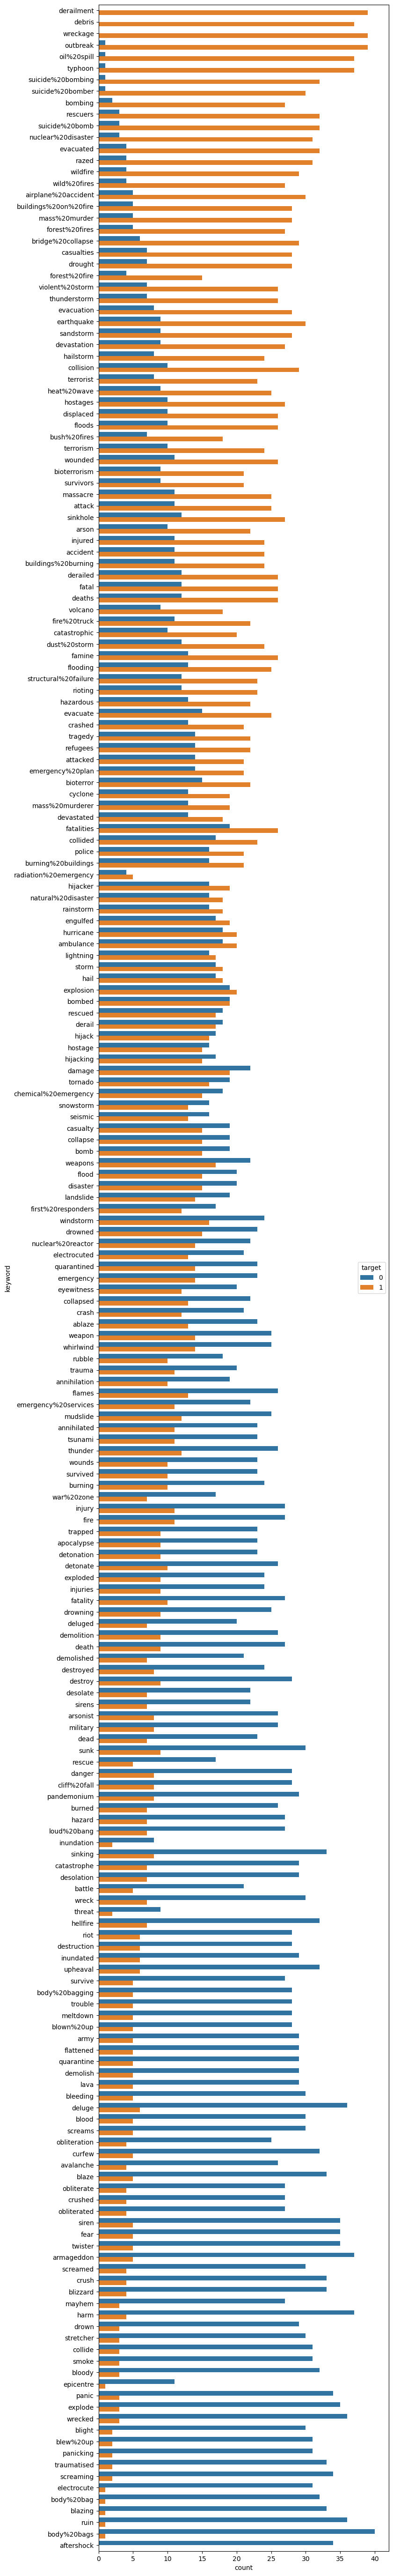 derailment
debris
wreckage
outbreak
oil%20spill
typhoon
suicide%20bombing
suicide%20bomber
bombing
rescuers
suicide%20bomb
nuclear%20disaster
evacuated
razed
wildfire
wild%20fires
airplane%20accident
buildings%20on%20fire
mass%20murder
forest%20fires
bridge%20collapse
casualties
drought
forest%20fire
violent%20storm
thunderstorm
evacuation
earthquake
sandstorm
devastation
hailstorm
collision
terrorist
heat%20wave
hostages
displaced
floods
bush%20fires
terrorism
wounded
bioterrorism
survivors
massacre
attack
sinkhole
arson
injured
accident
buildings%20burning
derailed
fatal
deaths
volcano
fire%20truck
catastrophic
dust%20storm
famine
flooding
structural%20failure
rioting
hazardous
evacuate
crashed
tragedy
refugees
attacked
emergency%20plan
bioterror
cyclone
mass%20murderer
devastated
fatalities
collided
police
burning%20buildings
radiation%20emergency
hijacker
natural%20disaster
rainstorm
engulfed
hurricane
ambulance
lightning
storm
hail
explosion
bombed
rescued
derail
hijack
hostage
hijacking
damage
tornado
chemical%20emergency
snowstorm
seismic
casualty
collapse
bomb
weapons
flood
disaster
landslide
first%20responders
windstorm
drowned
nuclear%20reactor
electrocuted
quarantined
emergency
eyewitness
collapsed
crash
ablaze
weapon
whirlwind
rubble
trauma
annihilation
flames
emergency%20services
mudslide
annihilated
tsunami
thunder
wounds
survived
burning
war%20zone
injury
fire
trapped
apocalypse
detonation
detonate
exploded
injuries
fatality
drowning
deluged
demolition
death
demolished
destroyed
destroy
desolate
sirens
arsonist
military
dead
sunk
rescue
danger
cliff%20fall
pandemonium
burned
hazard
loud%20bang
inundation
sinking
catastrophe
desolation
battle
wreck
threat
hellfire
riot
destruction
inundated
upheaval
survive
body%20bagging
trouble
meltdown
blown%20up
army
flattened
quarantine
demolish
lava
bleeding
deluge
blood
screams
obliteration
curfew
avalanche
blaze
obliterate
crushed
obliterated
siren
fear
twister
armageddon
screamed
crush
blizzard
mayhem
harm
drown
stretcher
collide
smoke
bloody
epicentre
panic
explode
wrecked
blight
blew%20up
panicking
traumatised
screaming
electrocute
body%20bag
blazing
ruin
body%20bags
aftershock
keyword
target
0
1
0 5 10 15 20 25 30 35 40
count